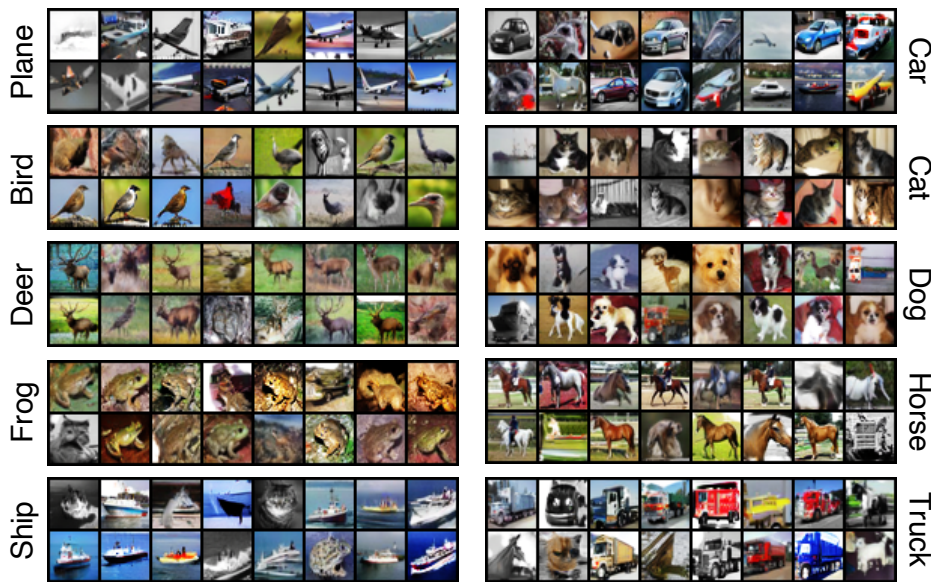 Plane
Car
Bird
Cat
Deer
Dog
Frog
Horse
Ship
Truck